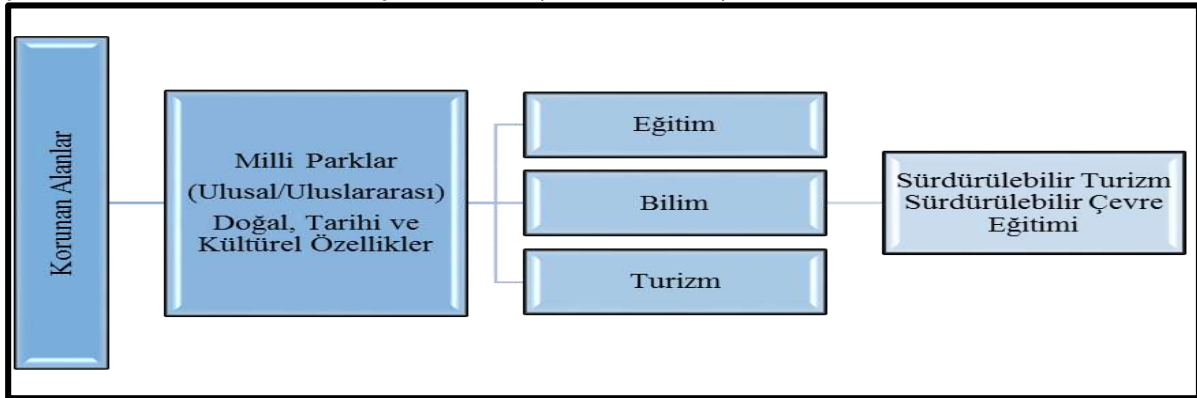 Korunan Alanlar
Milli Parklar
(Ulusal/Uluslararası)
Doğal, Tarihi ve
Kültürel Özellikler
Eğitim
Bilim
Turizm
Sürdürülebilir Turizm
Sürdürülebilir Çevre
Eğitimi